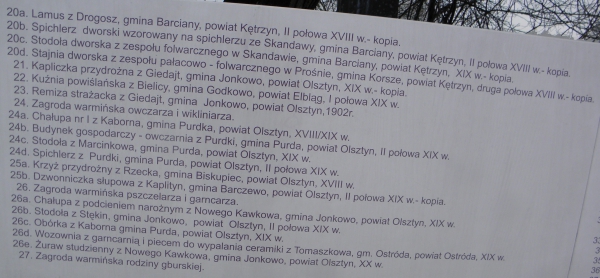 20a. Lamus z Drogosz, gmina Barciany, powiat Kętrzyn, II połowa XVIII w.- kopia.
20b. Spichlerz dworski wzorowany na spichlerzu ze Skandawy, gmina Barciany, powiat Kętrzyn, II połowa XVIII w.- kopia.
20c. Stodoła dworska z zespołu folwarcznego w Skandawie, gmina Barciany, powiat Kętrzyn, XIX w.- kopia.
20d. Stajnia dworska z zespołu pałacowo - folwarcznego w Prośnie, gmina Korsze, powiat Kętrzyn, druga połowa XVIII w.- kopia.
21. Kapliczka przydrożna z Giedajt, gmina Jonkowo, powiat Olsztyn, XIX w.- kopia.
22. Kuźnia powiślańska z Bielicy, gmina Godkowo, powiat Elbląg, I połowa XIX w.
23. Remiza strażacka z Giedajt, gmina Jonkowo, powiat Olsztyn,1902r.
24. Zagroda warmińska owczarza i wikliniarza.
24a. Chałupa nr I z Kaborna, gmina Purdka, powiat Olsztyn, XVIII/XIX w.
24b. Budynek gospodarczy - owczarnia z Purdki, gmina Purda, powiat Olsztyn, II połowa XIX w.
24c. Stodoła z Marcinkowa, gmina Purda, powiat Olsztyn, XIX w.
24d. Spichlerz z Purdki, gmina Purda, powiat Olsztyn, II połowa XIX w.
25a. Krzyż przydrożny z Rzecka, gmina Biskupiec, powiat Olsztyn, XVIII w.
25b. Dzwonniczka słupowa z Kaplityn, gmina Barczewo, powiat Olsztyn, II połowa XIX w.- kopia.
26. Zagroda warmińska pszczelarza i garncarza.
26a. Chałupa z podcieniem narożnym z Nowego Kawkowa, gmina Jonkowo, powiat Olsztyn, XIX w.
26b. Stodoła z Stękin, gmina Jonkowo, powiat Olsztyn, II połowa XIX w.
26c. Obórka z Kaborna gmina Purda, powiat Olsztyn, XIX w.
26d. Wozownia z garncarnią i piecem do wypalania ceramiki z Tomaszkowa, gm. Ostróda, powiat Ostróda, XIX w.
26e. Żuraw studzienny z Nowego Kawkowa, gmina Jonkowo, powiat Olsztyn, XX w.
27. Zagroda warmińska rodziny gburskiej.